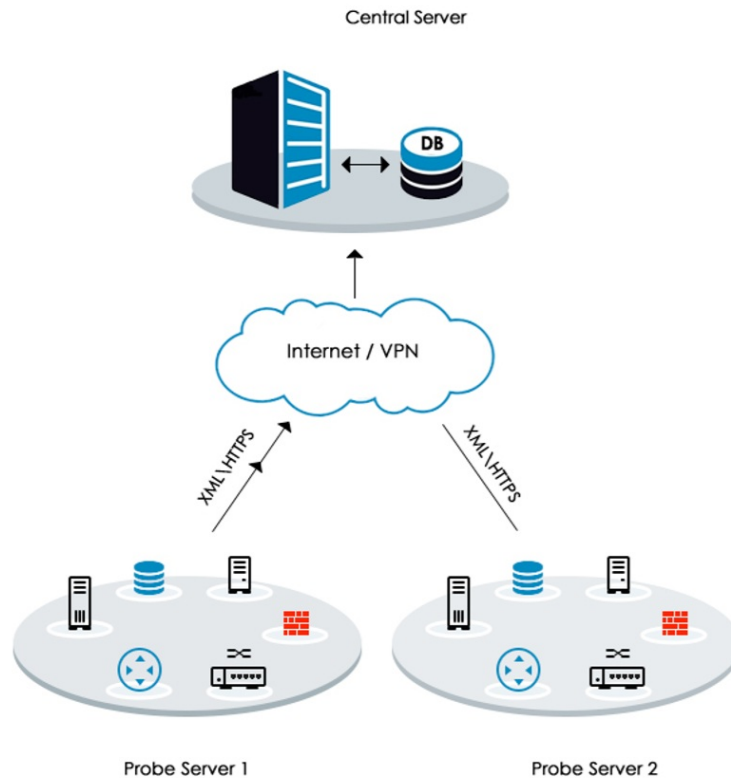 Central Server
DB
Internet / VPN
XML\HTTPS
XML\HTTPS
Probe Server 1
Probe Server 2